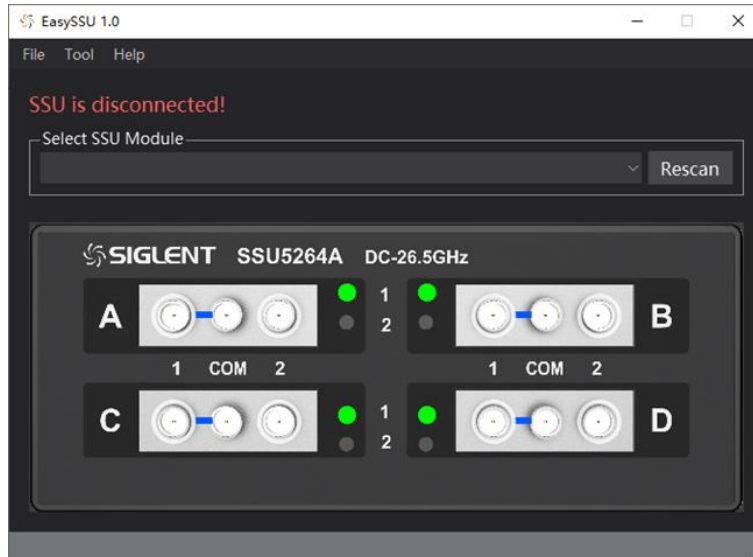 EasySSU 1.0
File Tool Help
SSU is disconnected!
Select SSU Module
Rescan
SIGLENT SSU5264A DC-26.5GHz
A 1 B
2
1 COM 2 1 COM 2
C 1 D
2